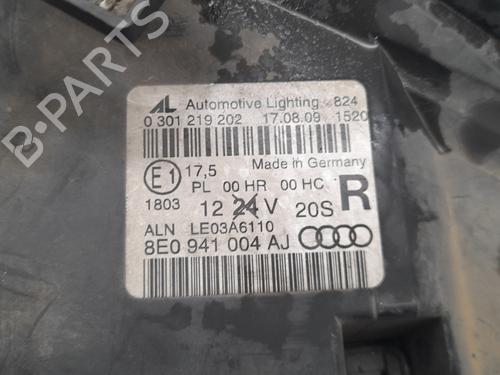 AL Automotive Lighting 824
0 301 219 202 17.08.09 1520
E1 17,5 Made in Germany
PL 00 HR 00 HC R
1803 12 24 V 20S
ALN LE03A6110
8E0 941 004 AJ
B-PARTS